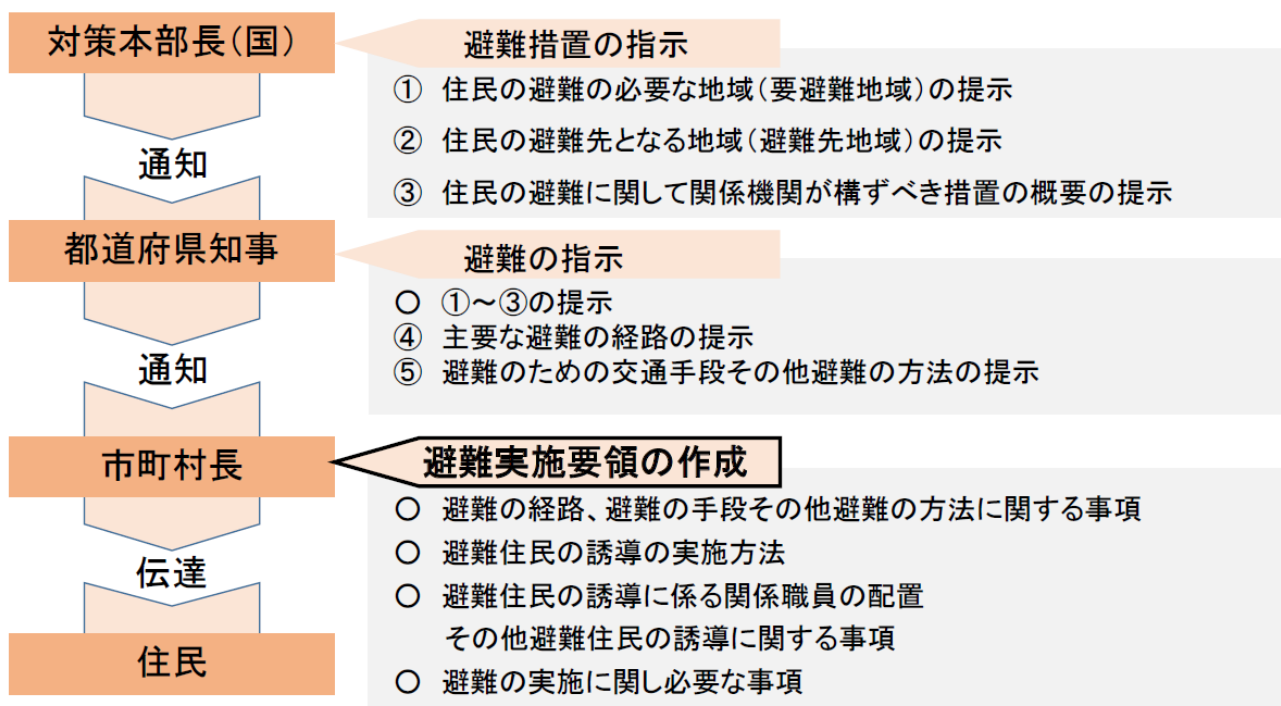 対策本部長（国）
避難措置の指示
① 住民の避難の必要な地域（要避難地域）の提示
② 住民の避難先となる地域（避難先地域）の提示
③ 住民の避難に関して関係機関が構ずべき措置の概要の提示
通知
都道府県知事
避難の指示
〇 ①～③の提示
④ 主要な避難の経路の提示
⑤ 避難のための交通手段その他避難の方法の提示
通知
市町村長
避難実施要領の作成
〇 避難の経路、避難の手段その他避難の方法に関する事項
〇 避難住民の誘導の実施方法
〇 避難住民の誘導に係る関係職員の配置
その他避難住民の誘導に関する事項
〇 避難の実施に関し必要な事項
伝達
住民